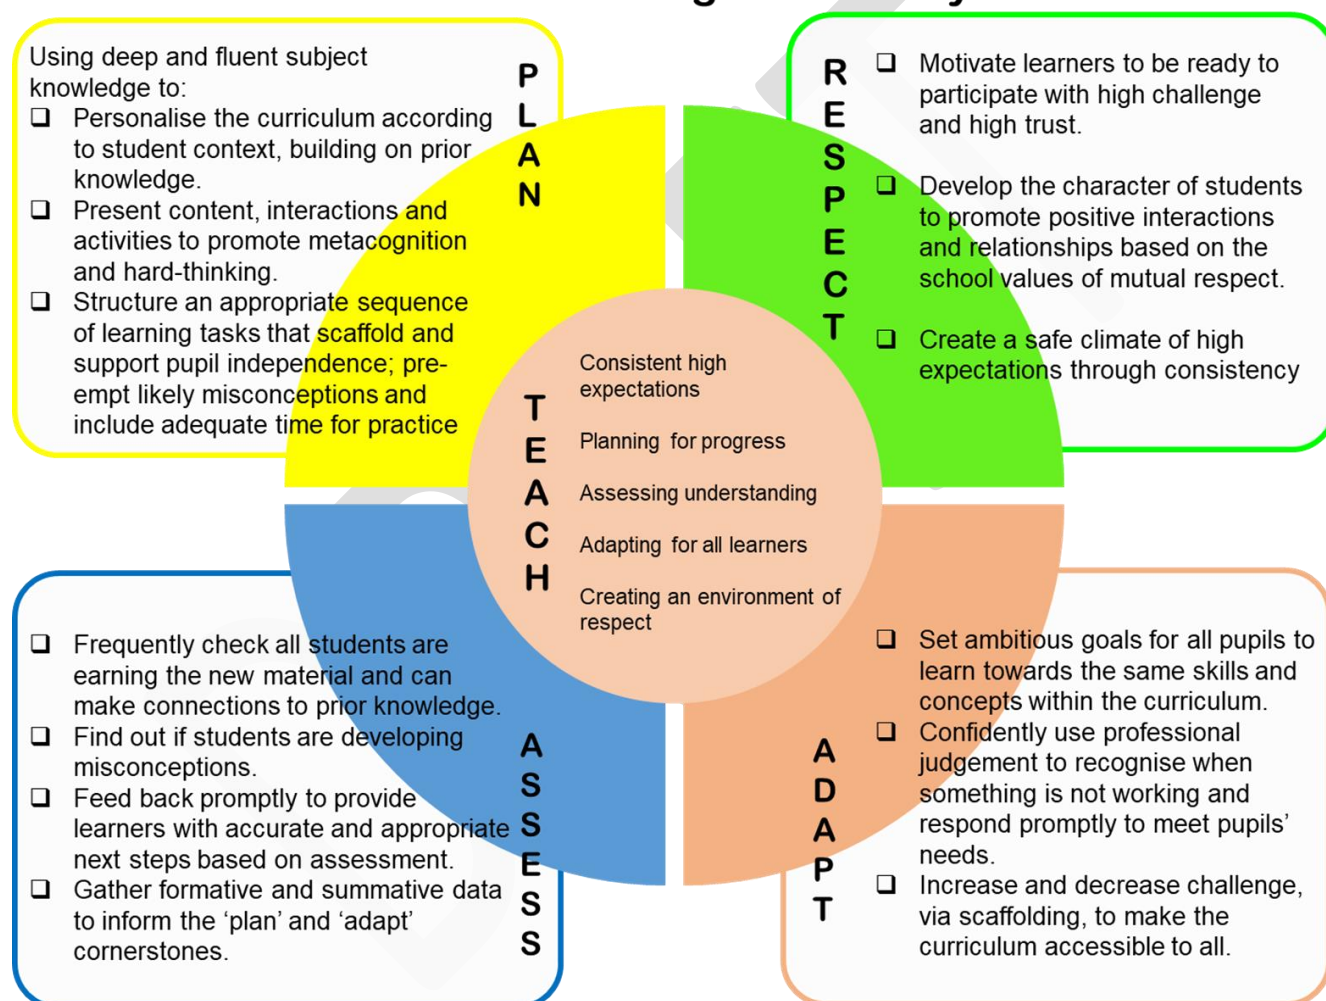 Using deep and fluent subject
knowledge to:
❑ Personalise the curriculum according
to student context, building on prior
knowledge.
❑ Present content, interactions and
activities to promote metacognition
and hard-thinking.
❑ Structure an appropriate sequence
of learning tasks that scaffold and
support pupil independence; pre-
empt likely misconceptions and
include adequate time for practice
PLAN
RESPECT
❑ Motivate learners to be ready to
participate with high challenge
and high trust.
❑ Develop the character of students
to promote positive interactions
and relationships based on the
school values of mutual respect.
❑ Create a safe climate of high
expectations through consistency
TEACH
Consistent high
expectations
Planning for progress
Assessing understanding
Adapting for all learners
Creating an environment of
respect
❑ Frequently check all students are
earning the new material and can
make connections to prior knowledge.
❑ Find out if students are developing
misconceptions.
❑ Feed back promptly to provide
learners with accurate and appropriate
next steps based on assessment.
❑ Gather formative and summative data
to inform the ‘plan’ and ‘adapt’
cornerstones.
ASSESS
ADAPT
❑ Set ambitious goals for all pupils to
learn towards the same skills and
concepts within the curriculum.
❑ Confidently use professional
judgement to recognise when
something is not working and
respond promptly to meet pupils’
needs.
❑ Increase and decrease challenge,
via scaffolding, to make the
curriculum accessible to all.